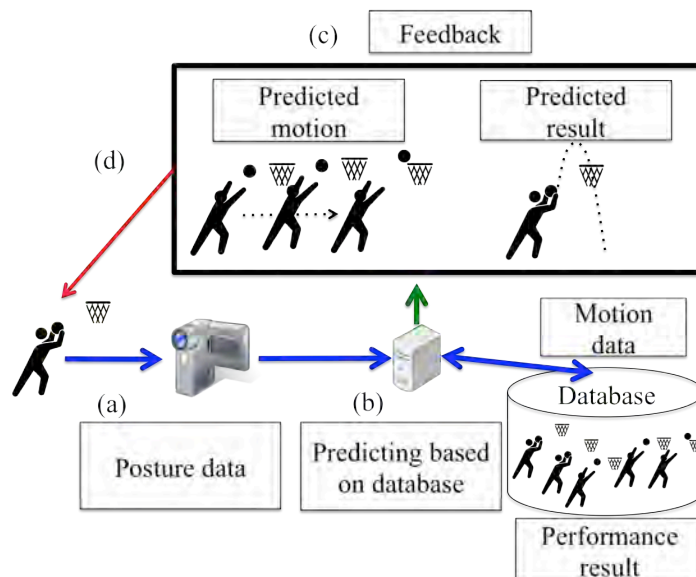 (c)
Feedback
Predicted
motion
Predicted
result
(d)
Motion
data
Database
(a)
(b)
Posture data
Predicting based
on database
Performance
result